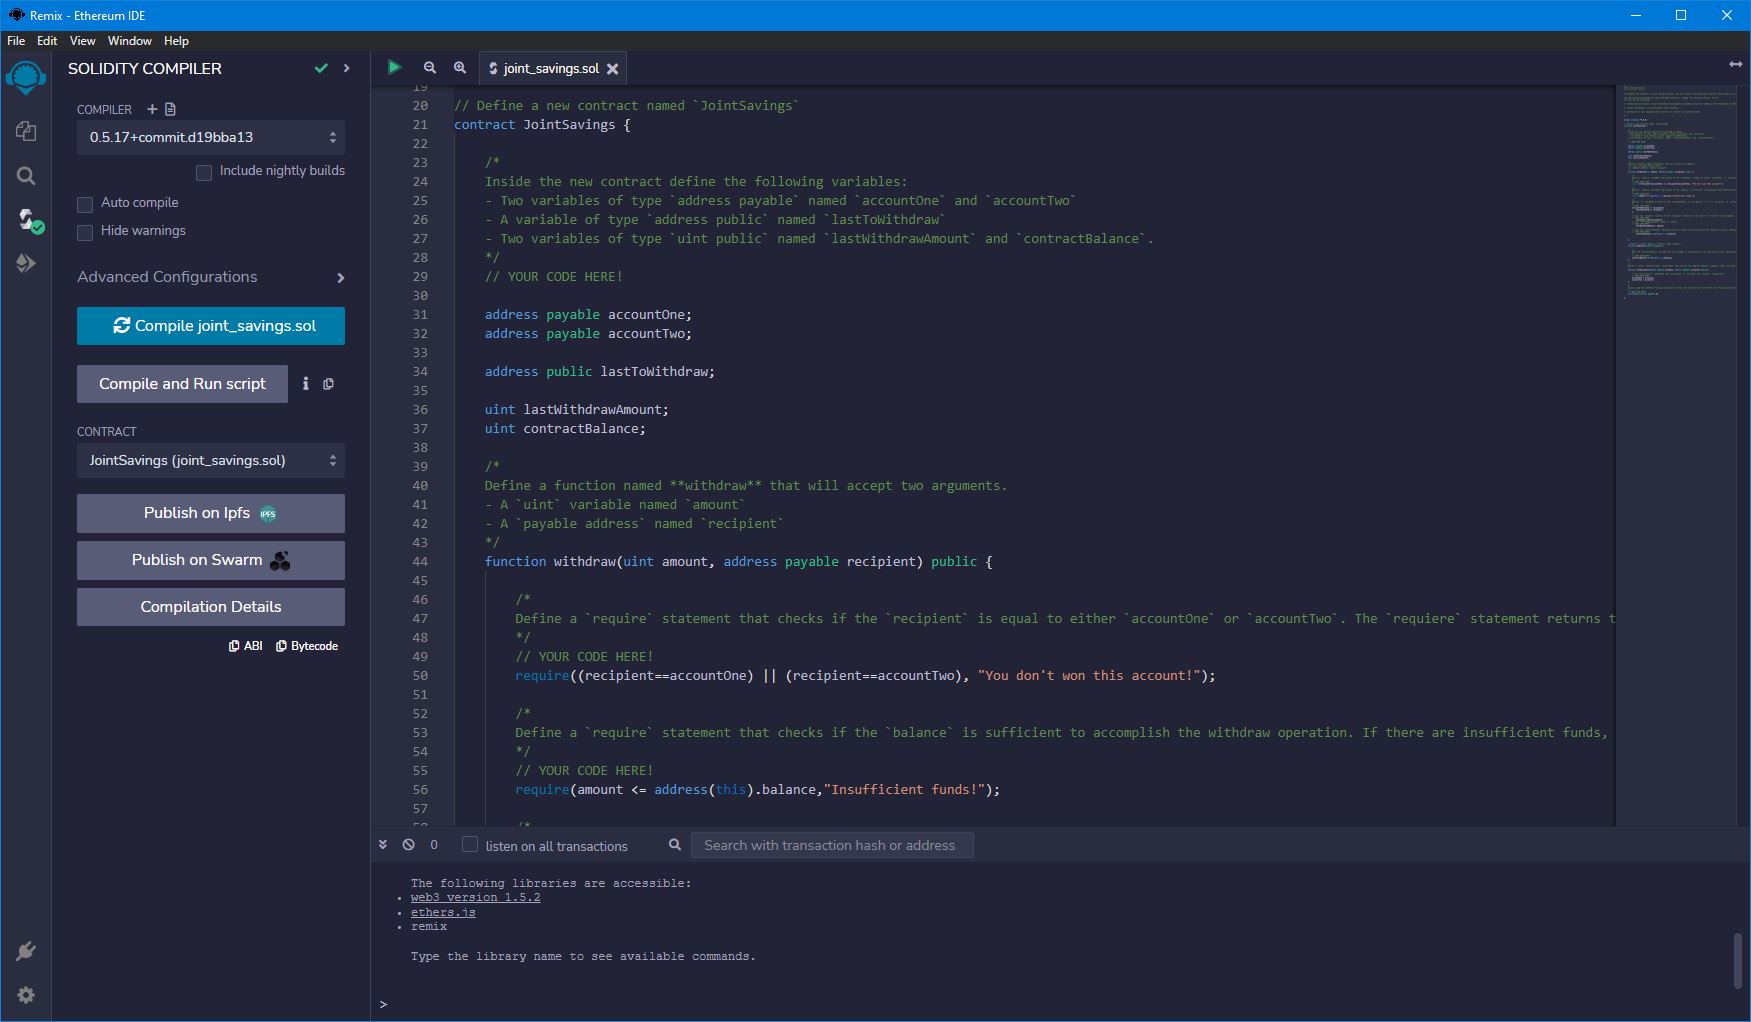 Remix - Ethereum IDE
File Edit View Window Help
SOLIDITY COMPILER
COMPILER
0.5.17+commit.d19bba13
Include nightly builds
Auto compile
Hide warnings
Advanced Configurations
Compile joint_savings.sol
Compile and Run script
CONTRACT
JointSavings (joint_savings.sol)
Publish on Ipfs IPFS
Publish on Swarm
Compilation Details
ABI Bytecode
joint_savings.sol
19
20 // Define a new contract named `JointSavings`
21 contract JointSavings {
22
23 /*
24 Inside the new contract define the following variables:
25 - Two variables of type `address payable` named `accountOne` and `accountTwo`
26 - A variable of type `address public` named `lastToWithdraw`
27 - Two variables of type `uint public` named `lastWithdrawAmount` and `contractBalance`.
28 */
29 // YOUR CODE HERE!
30
31 address payable accountOne;
32 address payable accountTwo;
33
34 address public lastToWithdraw;
35
36 uint lastWithdrawAmount;
37 uint contractBalance;
38
39 /*
40 Define a function named **withdraw** that will accept two arguments.
41 - A `uint` variable named `amount`
42 - A `payable address` named `recipient`
43 */
44 function withdraw(uint amount, address payable recipient) public {
45
46 /*
47 Define a `require` statement that checks if the `recipient` is equal to either `accountOne` or `accountTwo`. The `requiere` statement returns t
48 */
49 // YOUR CODE HERE!
50 require((recipient==accountOne) || (recipient==accountTwo), "You don't won this account!");
51
52 /*
53 Define a `require` statement that checks if the `balance` is sufficient to accomplish the withdraw operation. If there are insufficient funds,
54 */
55 // YOUR CODE HERE!
56 require(amount <= address(this).balance,"Insufficient funds!");
57
58 /*
0 listen on all transactions Search with transaction hash or address
The following libraries are accessible:
• web3 version 1.5.2
• ethers.js
• remix
Type the library name to see available commands.
>